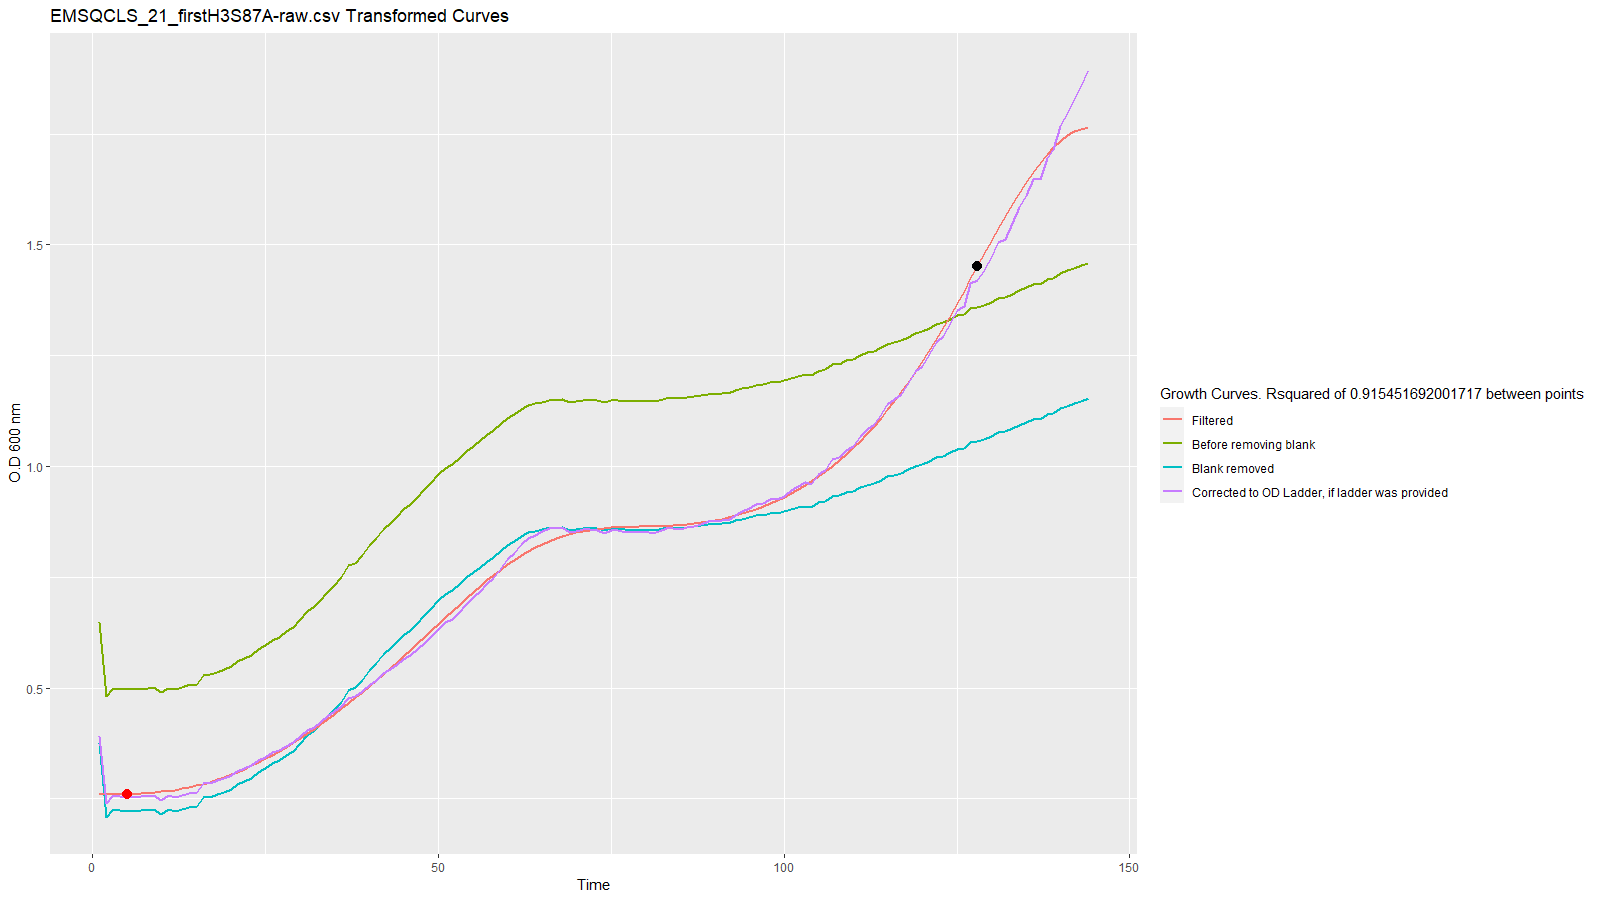 EMSQCLS_21_firstH3S87A-raw.csv Transformed Curves
O.D 600 nm
1.5
1.0
0.5
0
50
100
150
Time
Growth Curves. Rsquared of 0.915451692001717 between points
Filtered
Before removing blank
Blank removed
Corrected to OD Ladder, if ladder was provided